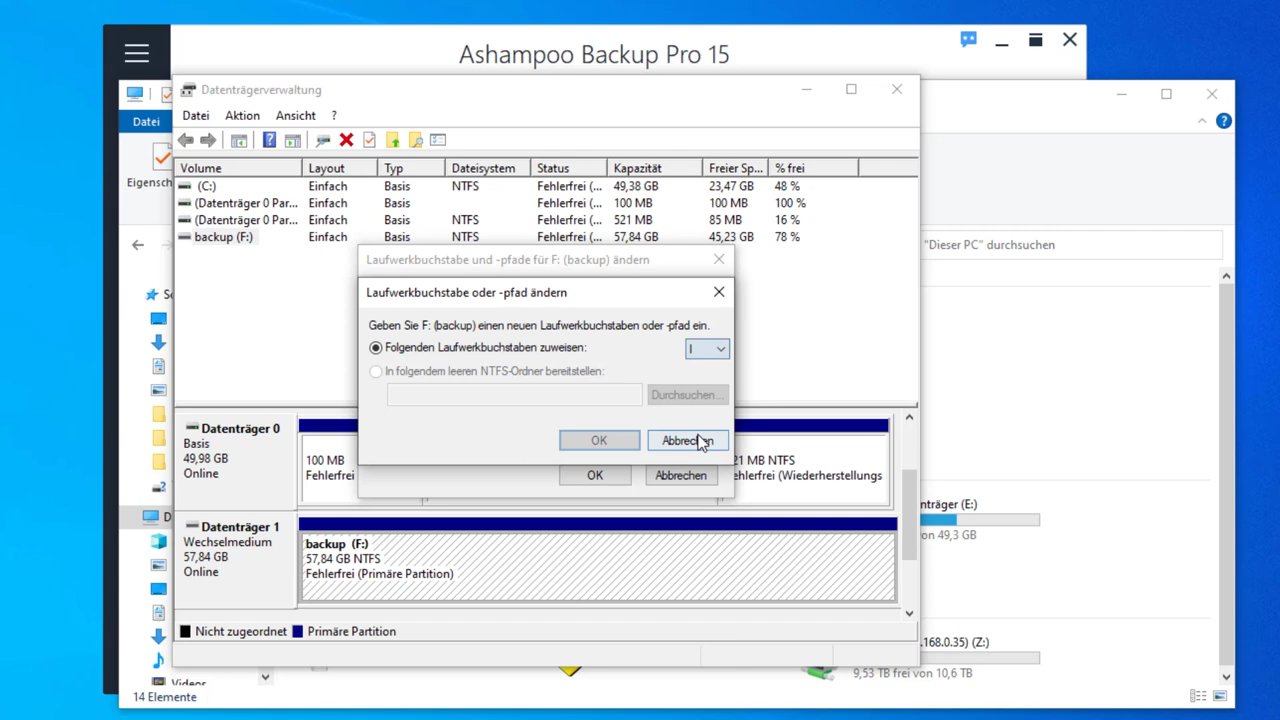 Ashampoo Backup Pro 15
Datenträgerverwaltung
Datei Aktion Ansicht ?
Datei
Volume Layout Typ Dateisystem Status Kapazität Freier Sp... % frei
(C:) Einfach Basis NTFS Fehlerfrei (... 49,38 GB 23,47 GB 48 %
(Datenträger 0 Par... Einfach Basis Fehlerfrei (... 100 MB 100 MB 100 %
(Datenträger 0 Par... Einfach Basis NTFS Fehlerfrei (... 521 MB 85 MB 16 %
backup (F:) Einfach Basis NTFS Fehlerfrei (... 57,84 GB 45,23 GB 78 %
Eigensch
"Dieser PC" durchsuchen
Laufwerkbuchstabe und -pfade für F: (backup) ändern
Laufwerkbuchstabe oder -pfad ändern
Geben Sie F: (backup) einen neuen Laufwerkbuchstaben oder -pfad ein.
Folgenden Laufwerkbuchstaben zuweisen: I
In folgendem leeren NTFS-Ordner bereitstellen:
Durchsuchen...
OK Abbrechen
OK Abbrechen
Datenträger 0
Basis
49,98 GB
Online
100 MB
Fehlerfrei
21 MB NTFS
ehlerfrei (Wiederherstellungs
Datenträger 1
Wechselmedium
57,84 GB
Online
backup (F:)
57,84 GB NTFS
Fehlerfrei (Primäre Partition)
Nicht zugeordnet Primäre Partition
nträger (E:)
von 49,3 GB
.168.0.35) (Z:)
9,53 TB frei von 10,6 TB
Videos
14 Elemente